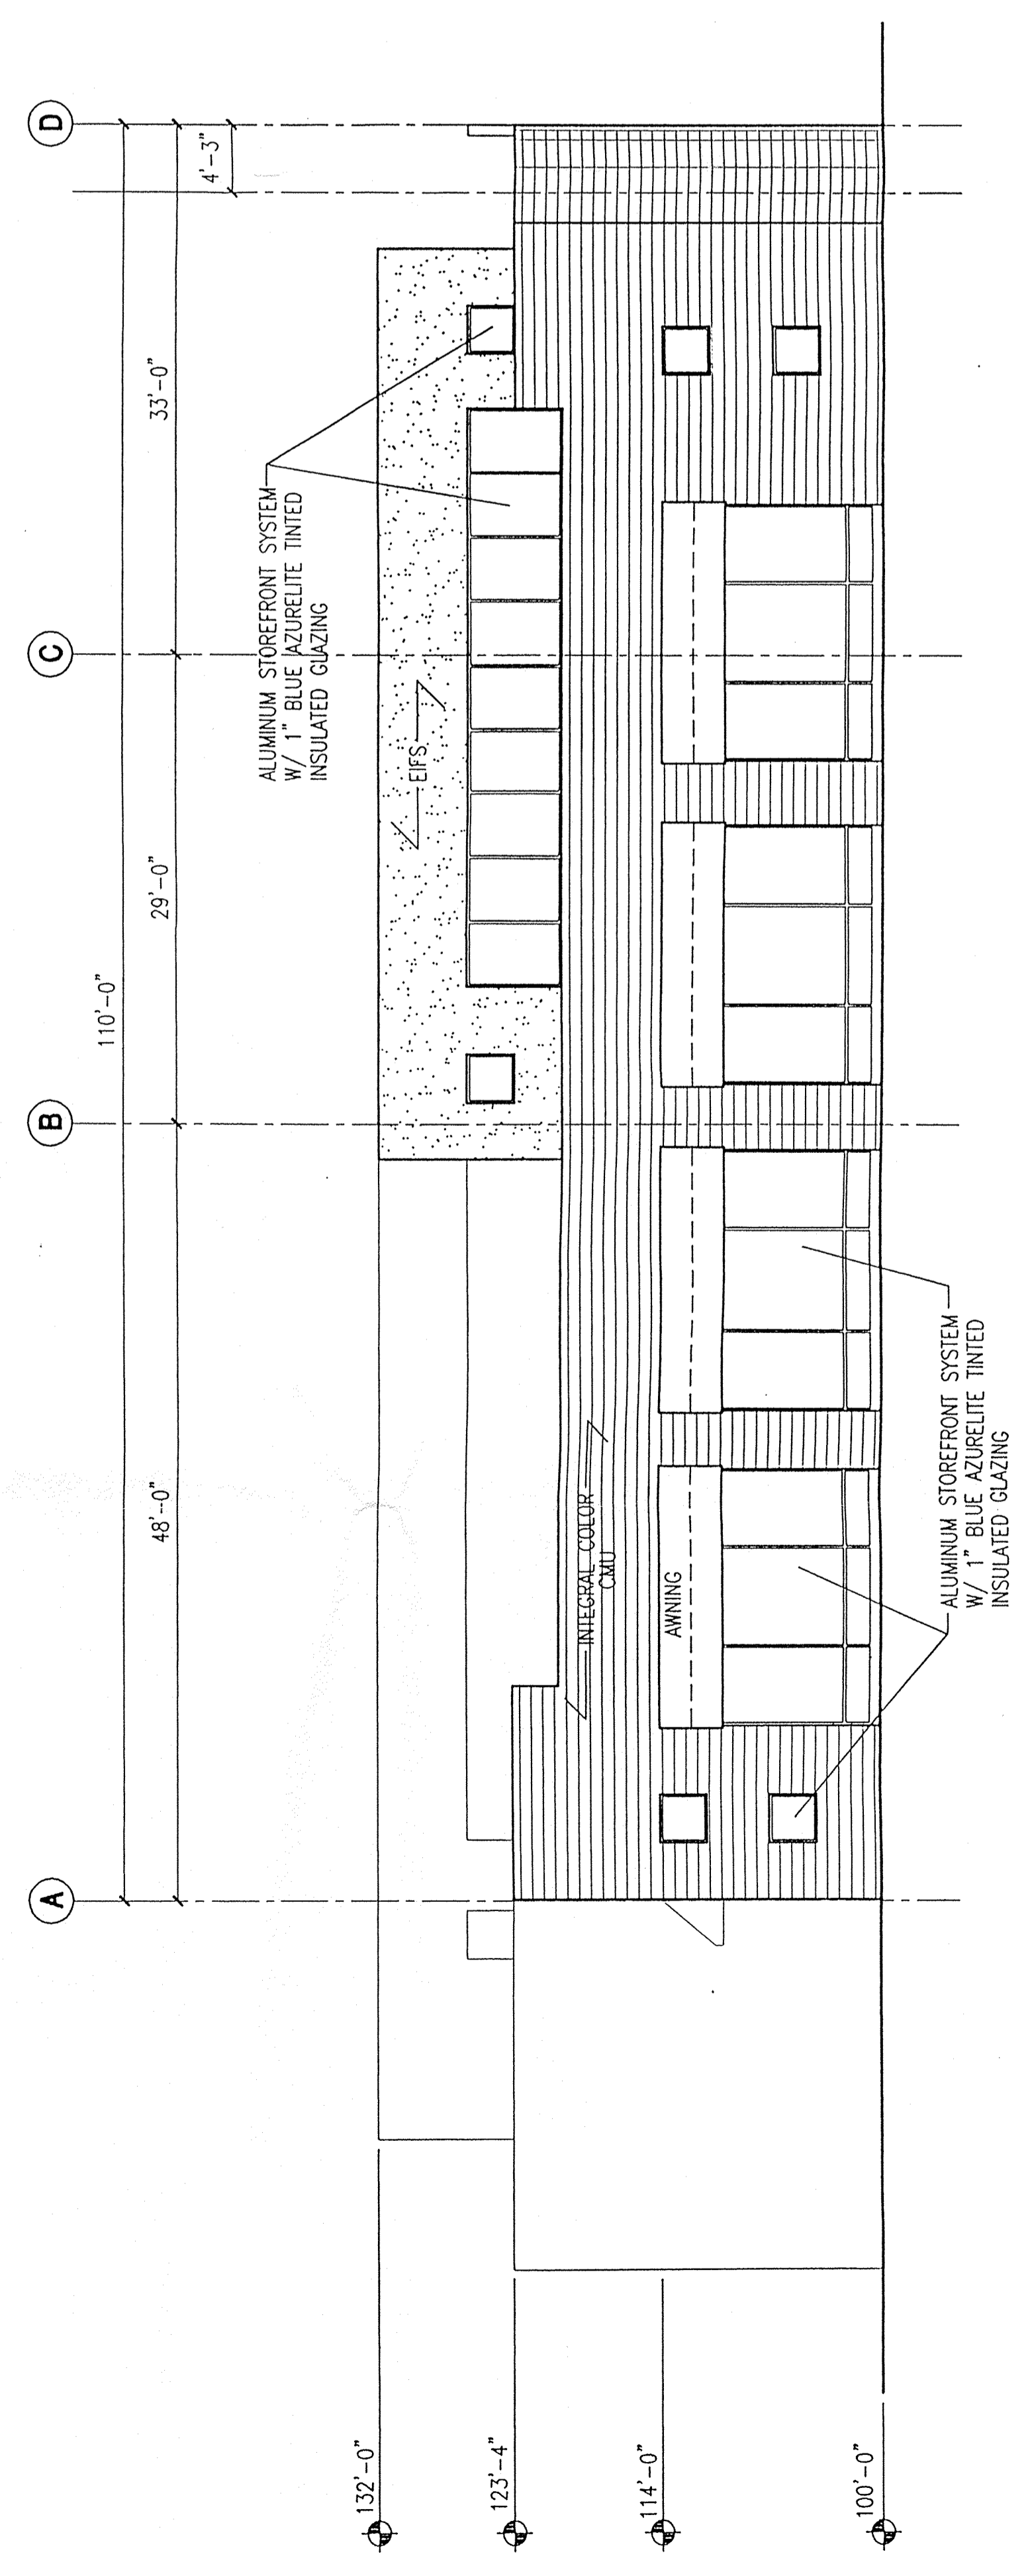 A
B
C
D
110'-0"
48'-0"
29'-0"
33'-0"
4'-3"
ALUMINUM STOREFRONT SYSTEM
W/ 1" BLUE AZURELITE TINTED
INSULATED GLAZING
EIFS
INTEGRAL COLOR
CMU
AWNING
ALUMINUM STOREFRONT SYSTEM
W/ 1" BLUE AZURELITE TINTED
INSULATED GLAZING
132'-0"
123'-4"
114'-0"
100'-0"